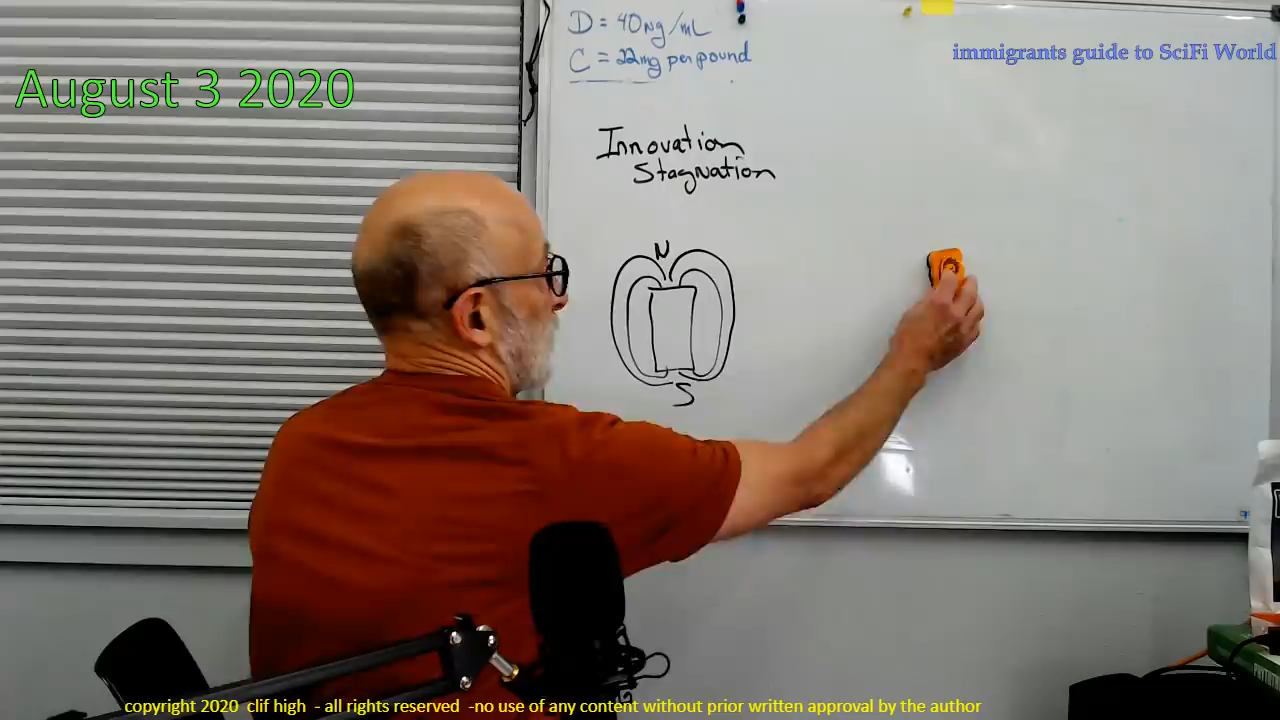 D = 40ng/mL
C = 22mg per pound
immigrants guide to SciFi World
August 3 2020
Innovation
Stagnation
N
S
copyright 2020 clif high - all rights reserved -no use of any content without prior written approval by the author